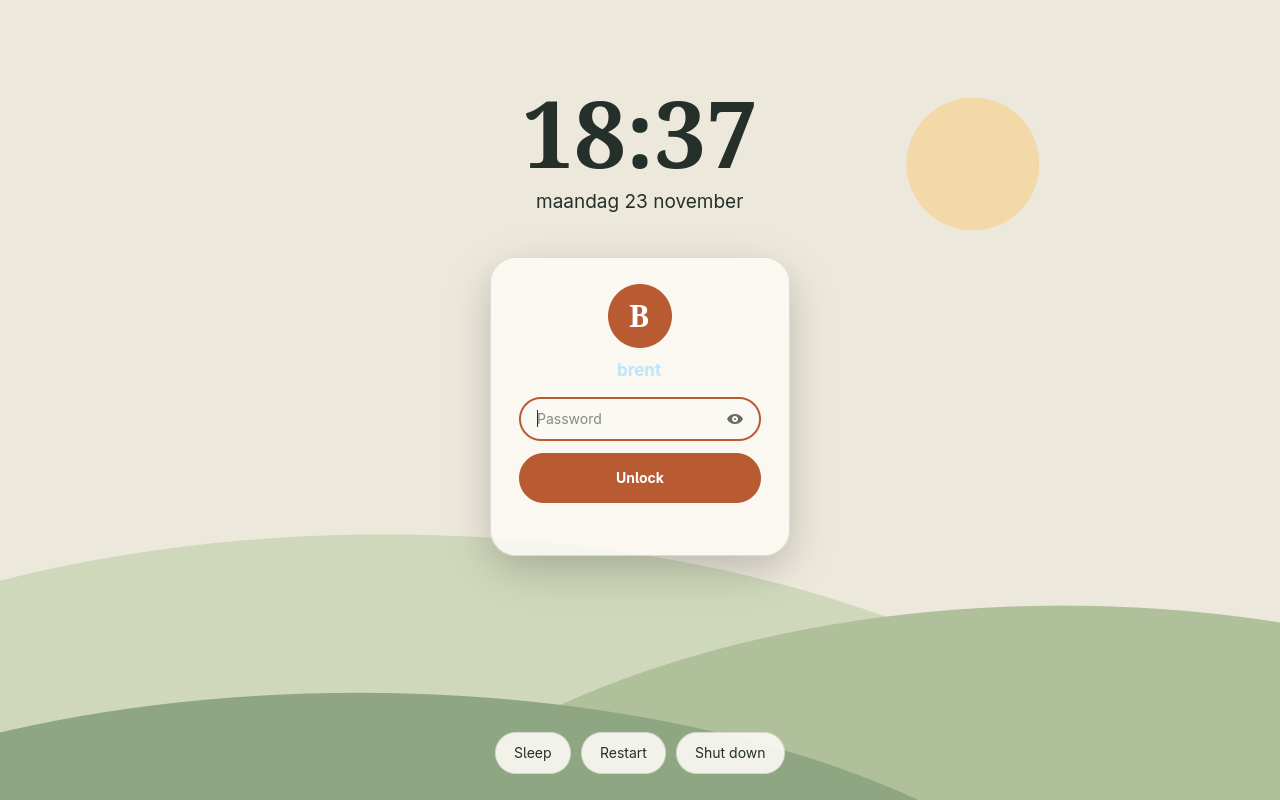 18:37
maandag 23 november
B
brent
Password
Unlock
Sleep
Restart
Shut down